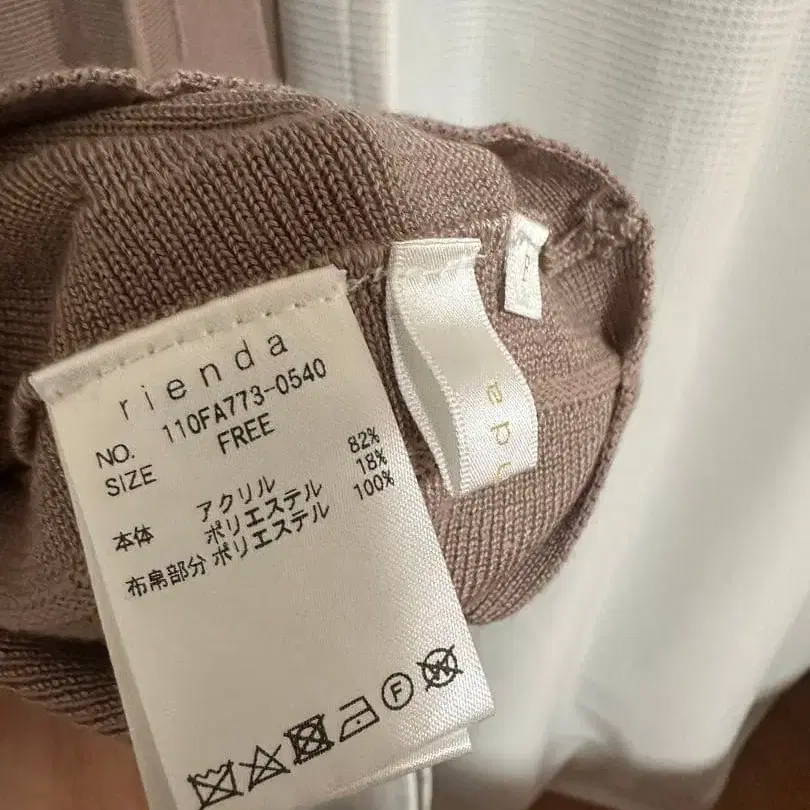 rienda
NO. 110FA773-0540
SIZE FREE
本体 アクリル 82%
ポリエステル 18%
布帛部分 ポリエステル 100%
F
F